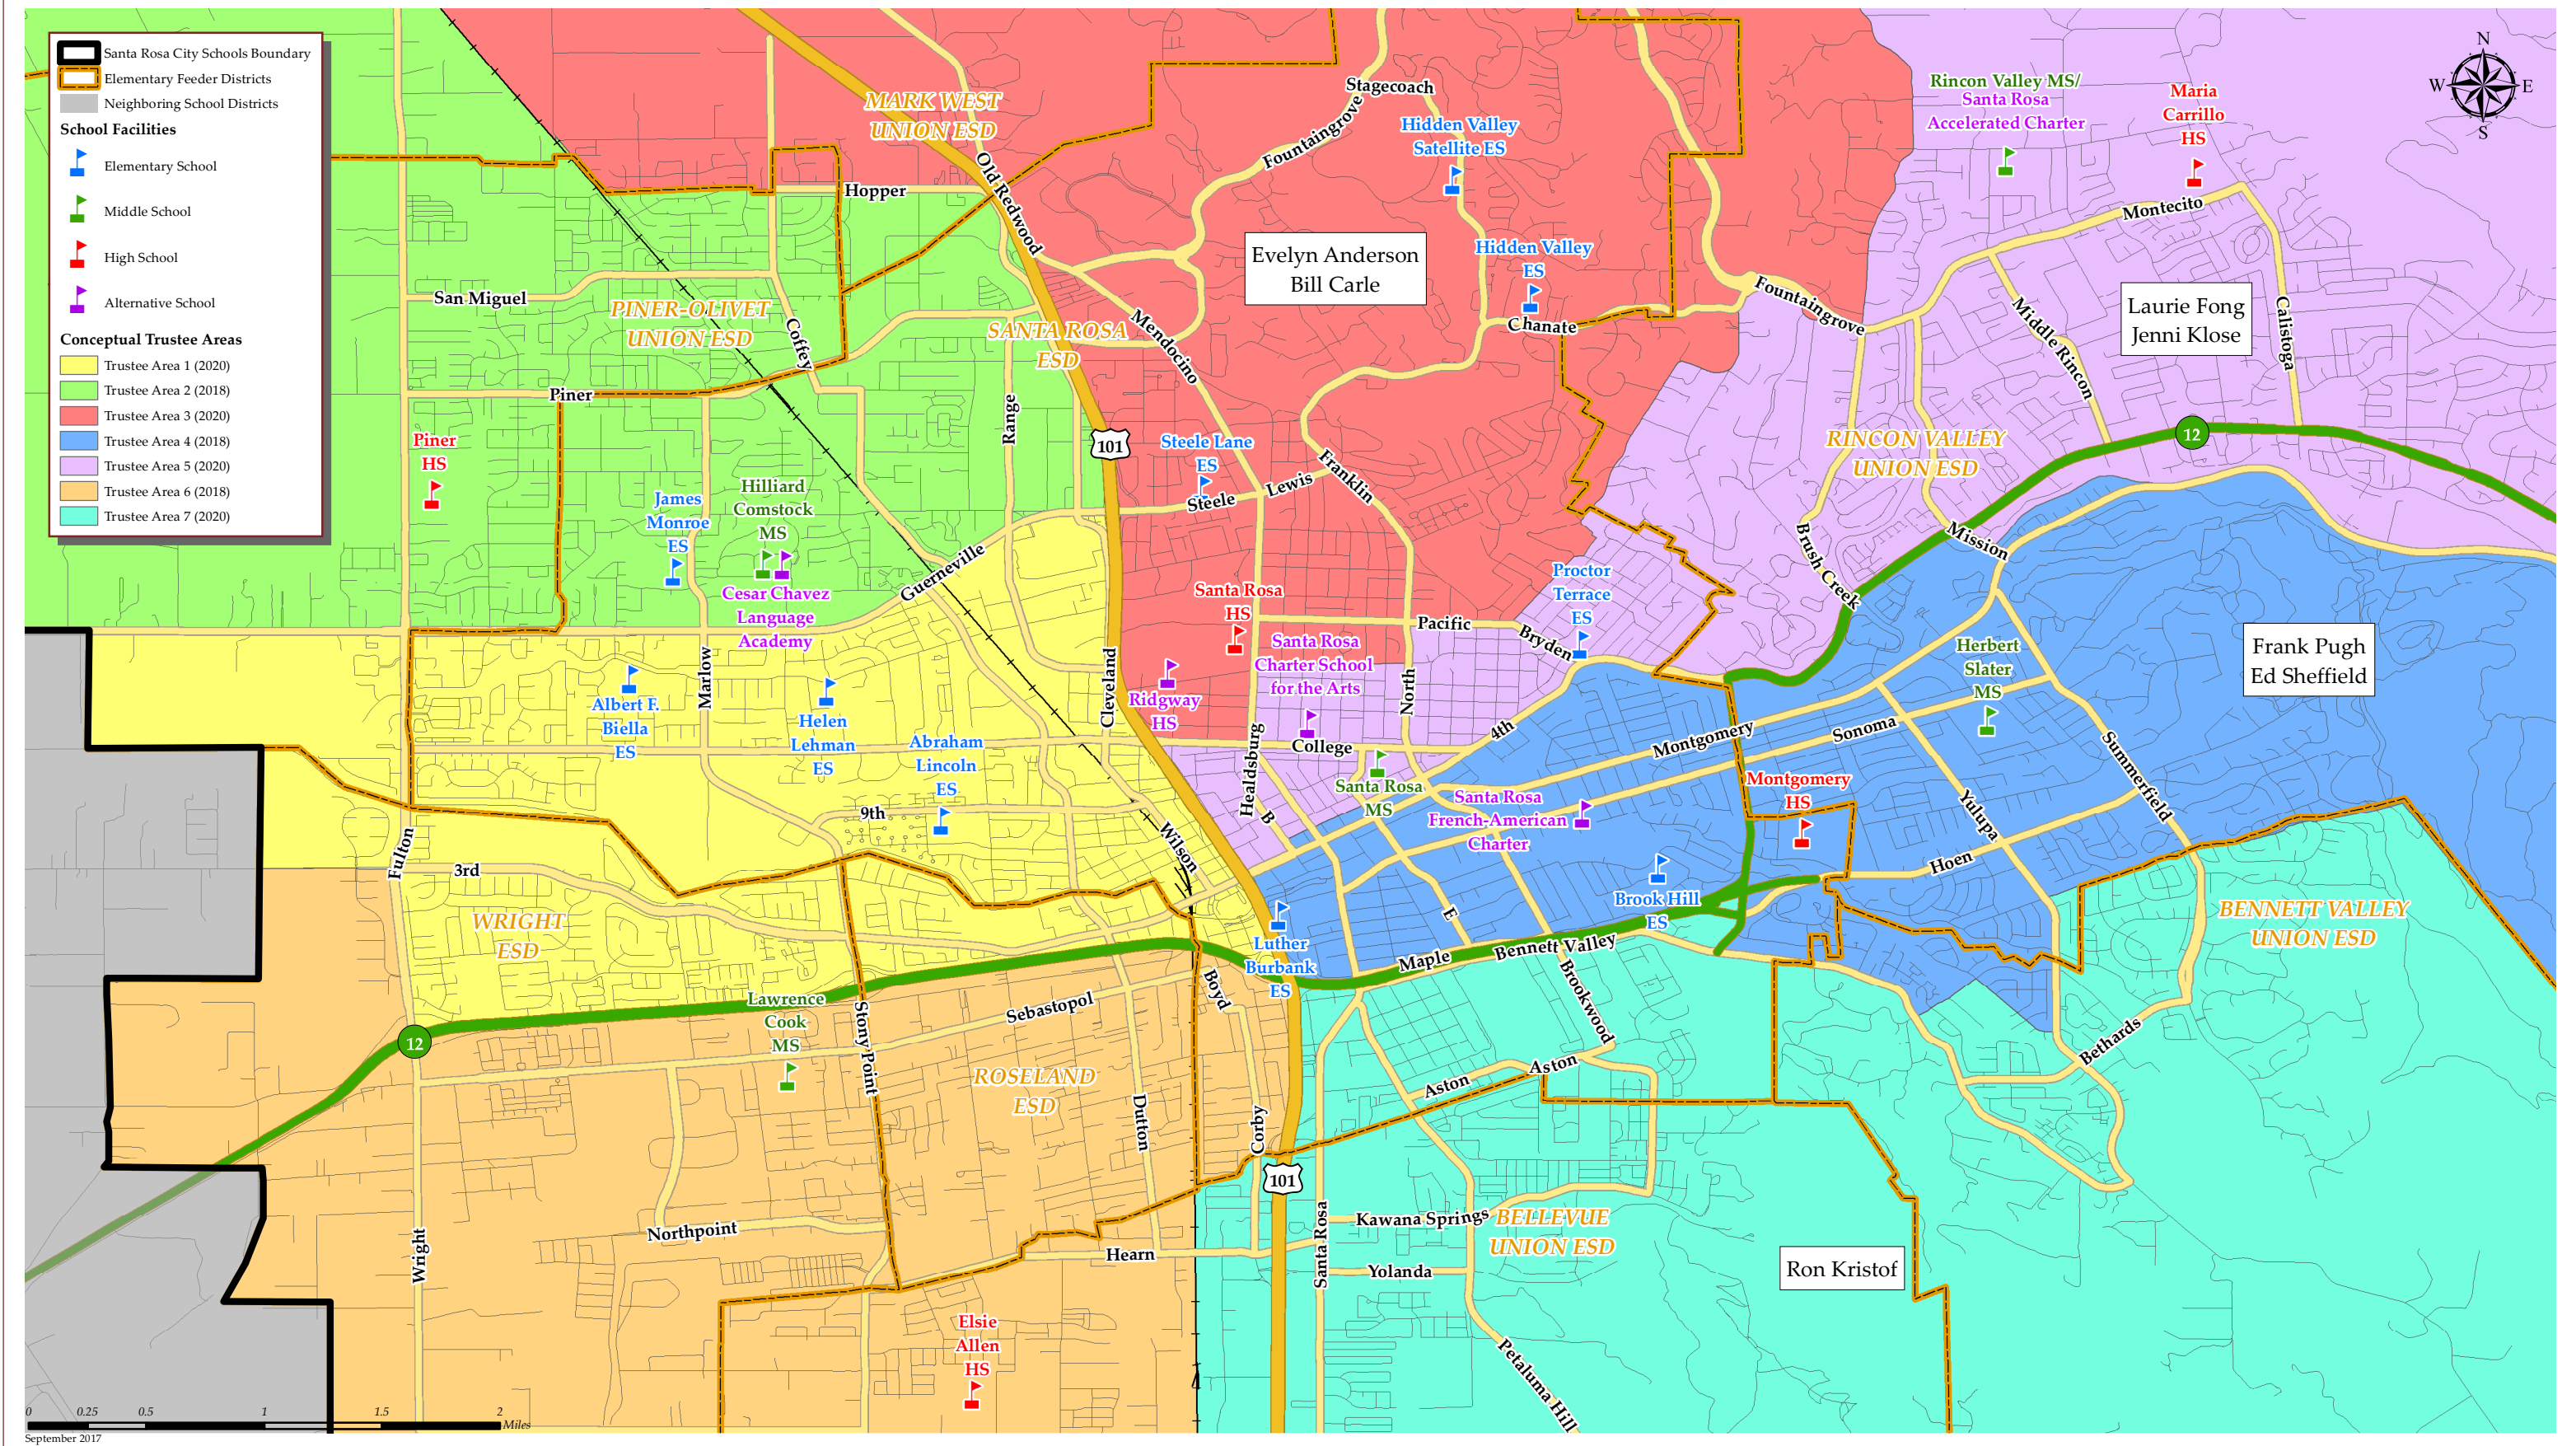 Santa Rosa City Schools Boundary
Elementary Feeder Districts
Neighboring School Districts
School Facilities
Elementary School
Middle School
High School
Alternative School
Conceptual Trustee Areas
Trustee Area 1 (2020)
Trustee Area 2 (2018)
Trustee Area 3 (2020)
Trustee Area 4 (2018)
Trustee Area 5 (2020)
Trustee Area 6 (2018)
Trustee Area 7 (2020)
N
W
E
S
MARK WEST
UNION ESD
Stagecoach
Fountaingrove
Old Redwood
Hopper
Hidden Valley
Satellite ES
Hidden Valley
ES
Rincon Valley MS/
Santa Rosa
Accelerated Charter
Maria
Carrillo
HS
Montecito
Evelyn Anderson
Bill Carle
Laurie Fong
Jenni Klose
San Miguel
PINER-OLIVET
UNION ESD
Coffey
SANTA ROSA
ESD
Mendocino
Chanate
Fountaingrove
Middle Rincon
Calistoga
Piner
Range
Piner
HS
101
Steele Lane
ES
Steele
Lewis
Franklin
RINCON VALLEY
UNION ESD
12
James
Monroe
ES
Hilliard
Comstock
MS
Cesar Chavez
Language
Academy
Guerneville
Brush Creek
Mission
Proctor
Terrace
ES
Santa Rosa
HS
Pacific
Bryden
Santa Rosa
Charter School
for the Arts
Ridgway
HS
Cleveland
North
Marlow
Albert F.
Biella
ES
Helen
Lehman
ES
Abraham
Lincoln
ES
Herbert
Slater
MS
Frank Pugh
Ed Sheffield
College
4th
Healdsburg
B
Montgomery
Sonoma
Summerfield
Yulupa
Santa Rosa
MS
Santa Rosa
French-American
Charter
Montgomery
HS
9th
Wilson
Fulton
3rd
Hoen
Brook Hill
ES
E
WRIGHT
ESD
Luther
Burbank
ES
Maple
Bennett Valley
Brookwood
BENNETT VALLEY
UNION ESD
Lawrence
Cook
MS
12
Stony Point
Sebastopol
Boyd
ROSELAND
ESD
Dutton
Corby
Aston
Aston
Bethards
101
Northpoint
Wright
Hearn
Santa Rosa
Kawana Springs
BELLEVUE
UNION ESD
Yolanda
Ron Kristof
Petaluma Hill
Elsie
Allen
HS
0
0.25
0.5
1
1.5
2
Miles
September 2017